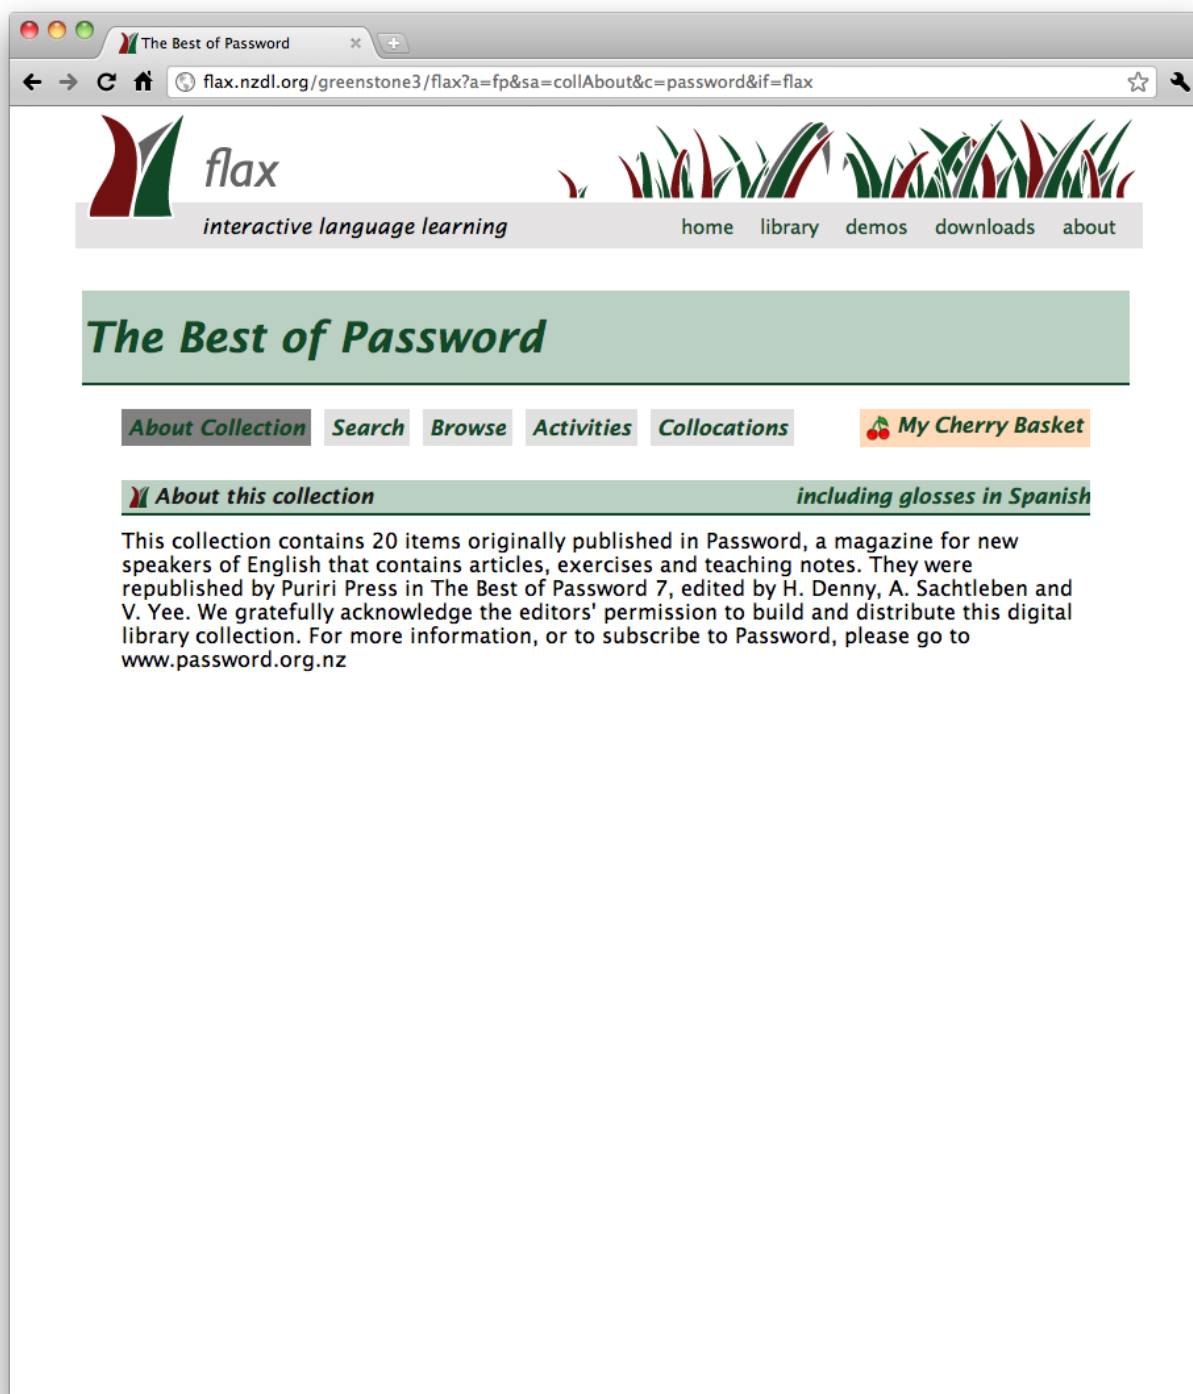 The Best of Password
flax.nzdl.org/greenstone3/flax?a=fp&sa=collAbout&c=password&if=flax
flax
interactive language learning
home library demos downloads about
The Best of Password
About Collection Search Browse Activities Collocations My Cherry Basket
About this collection including glosses in Spanish
This collection contains 20 items originally published in Password, a magazine for new
speakers of English that contains articles, exercises and teaching notes. They were
republished by Puriri Press in The Best of Password 7, edited by H. Denny, A. Sachtleben and
V. Yee. We gratefully acknowledge the editors' permission to build and distribute this digital
library collection. For more information, or to subscribe to Password, please go to
www.password.org.nz